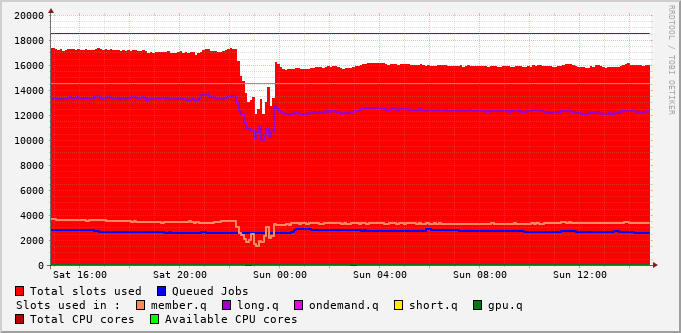 20000
18000
16000
14000
12000
10000
8000
6000
4000
2000
0
Sat 16:00 Sat 20:00 Sun 00:00 Sun 04:00 Sun 08:00 Sun 12:00
RRDTOOL / TOBI OETIKER
Total slots used Queued Jobs
Slots used in : member.q long.q ondemand.q short.q gpu.q
Total CPU cores Available CPU cores